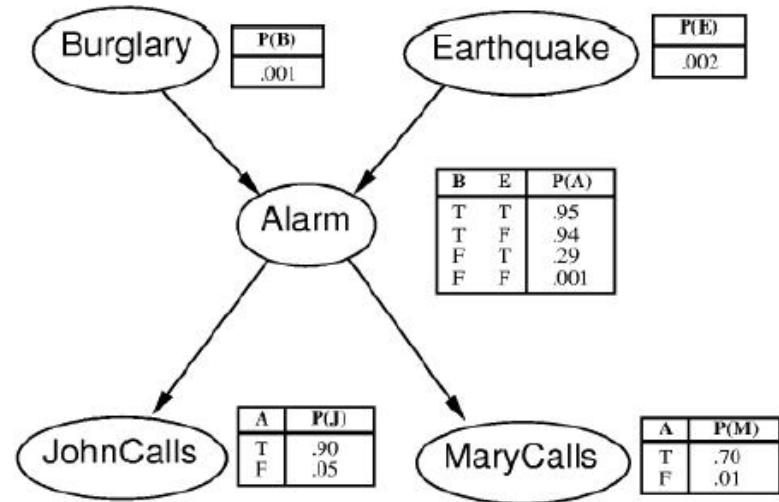 Burglary
P(B)
.001
Earthquake
P(E)
.002
Alarm
B E P(A)
T T .95
T F .94
F T .29
F F .001
JohnCalls
A P(J)
T .90
F .05
MaryCalls
A P(M)
T .70
F .01